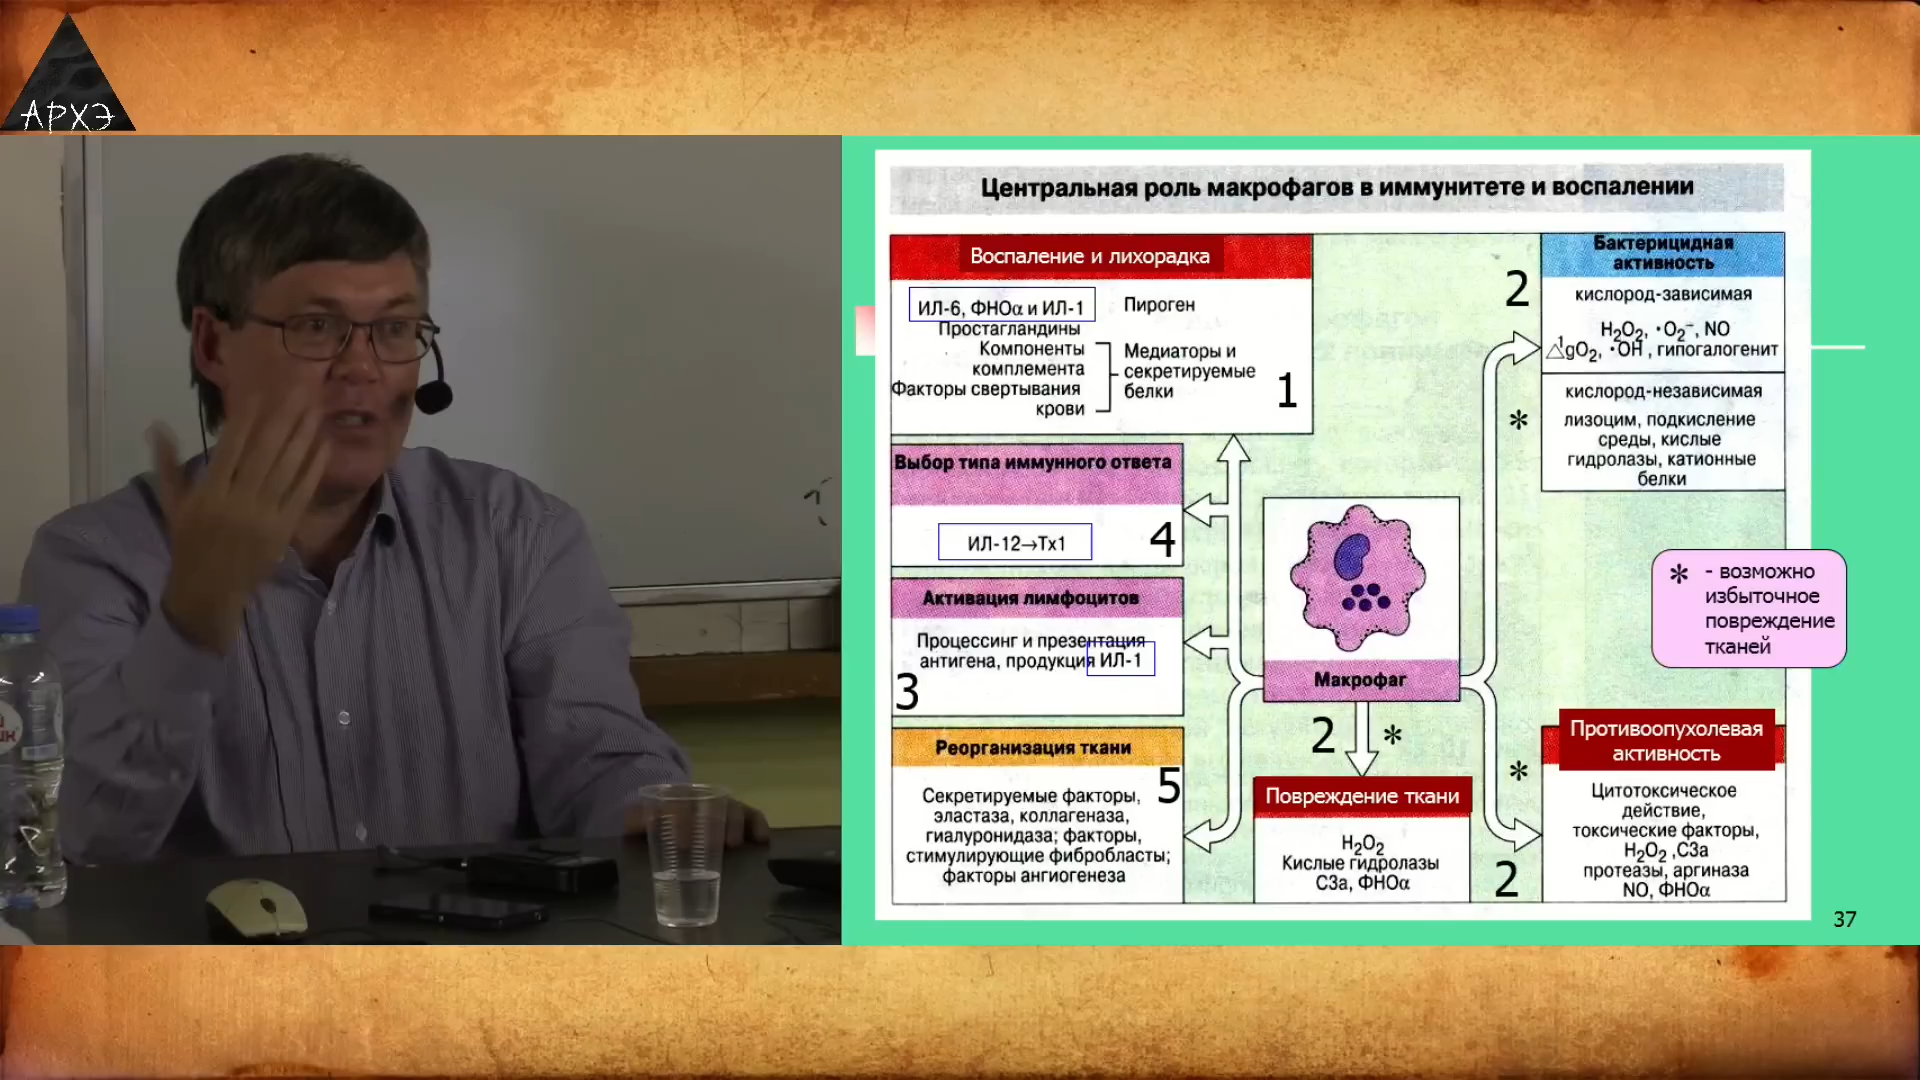 АРХЭ
Центральная роль макрофагов в иммунитете и воспалении
Воспаление и лихорадка
ИЛ-6, ФНОα и ИЛ-1
Пироген
Простагландины
Компоненты
комплемента
Факторы свертывания
крови
Медиаторы и
секретируемые
белки
1
Выбор типа иммунного ответа
ИЛ-12→Тх1
4
Активация лимфоцитов
Процессинг и презентация
антигена, продукция ИЛ-1
3
Реорганизация ткани
5
Секретируемые факторы,
эластаза, коллагеназа,
гиалуронидаза; факторы,
стимулирующие фибробласты;
факторы ангиогенеза
Макрофаг
2 *
Повреждение ткани
H₂O₂
Кислые гидролазы
С3а, ФНОα
2
Бактерицидная
активность
кислород-зависимая
H₂O₂, ·O₂⁻, NO
¹△gO₂, ·OH , гипогалогенит
кислород-независимая
*
лизоцим, подкисление
среды, кислые
гидролазы, катионные
белки
* - возможно
избыточное
повреждение
тканей
Противоопухолевая
активность
*
Цитотоксическое
действие,
токсические факторы,
H₂O₂ ,С3а
протеазы, аргиназа
NO, ФНОα
2
37